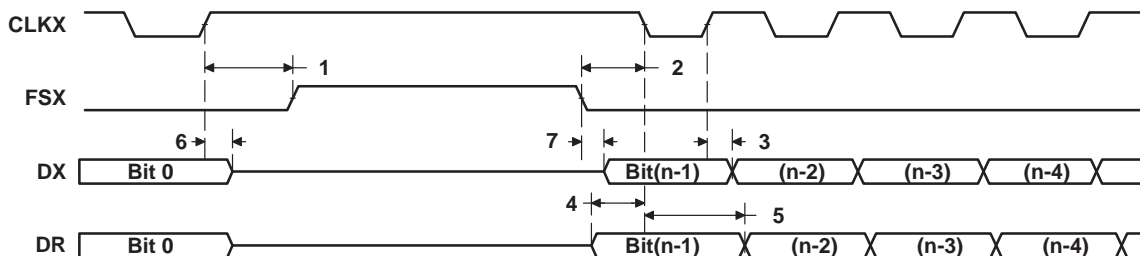 CLKX
1 2
FSX
6 7 3
DX Bit 0 Bit(n-1) (n-2) (n-3) (n-4)
4 5
DR Bit 0 Bit(n-1) (n-2) (n-3) (n-4)